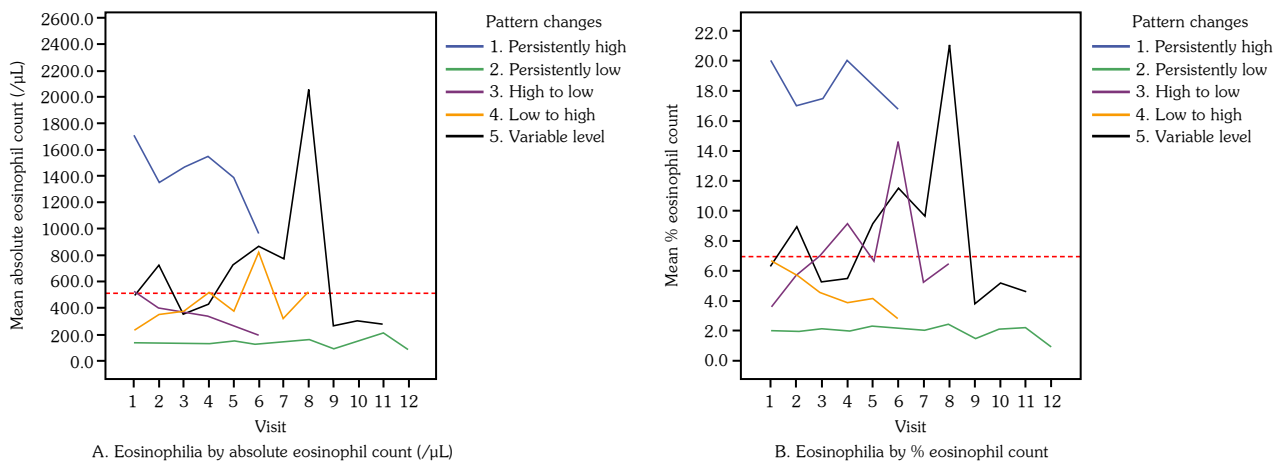 Mean absolute eosinophil count (/µL)
2600.0
2400.0
2200.0
2000.0
1800.0
1600.0
1400.0
1200.0
1000.0
800.0
600.0
400.0
200.0
0.0
1 2 3 4 5 6 7 8 9 10 11 12
Visit
Pattern changes
1. Persistently high
2. Persistently low
3. High to low
4. Low to high
5. Variable level
A. Eosinophilia by absolute eosinophil count (/µL)
Mean % eosinophil count
22.0
20.0
18.0
16.0
14.0
12.0
10.0
8.0
6.0
4.0
2.0
0.0
1 2 3 4 5 6 7 8 9 10 11 12
Visit
Pattern changes
1. Persistently high
2. Persistently low
3. High to low
4. Low to high
5. Variable level
B. Eosinophilia by % eosinophil count